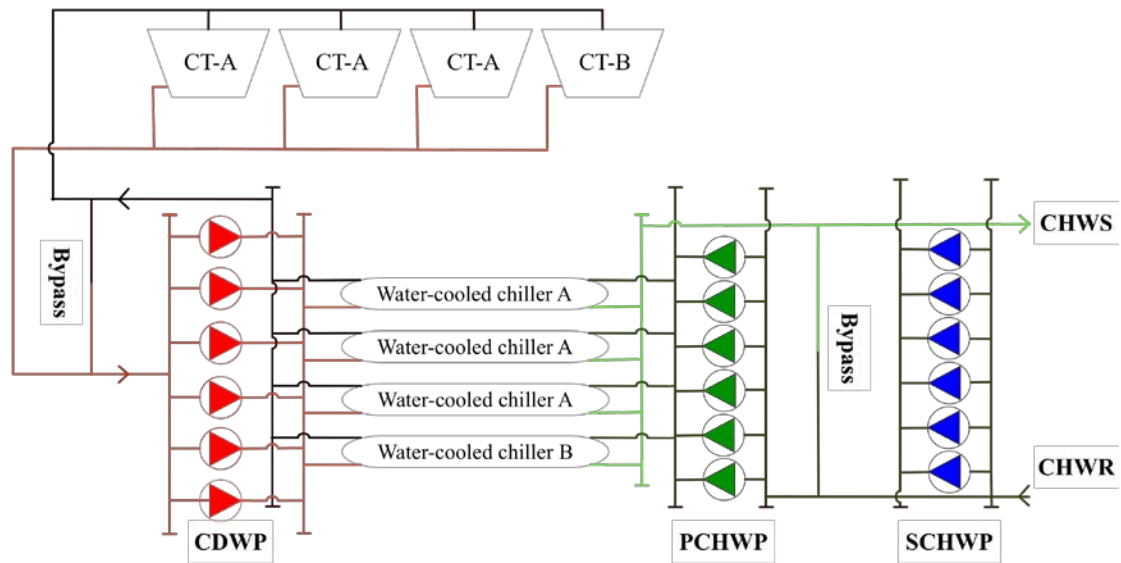 CT-A
CT-A
CT-A
CT-B
Bypass
CHWS
Water-cooled chiller A
Water-cooled chiller A
Water-cooled chiller A
Water-cooled chiller B
Bypass
CHWR
CDWP
PCHWP
SCHWP